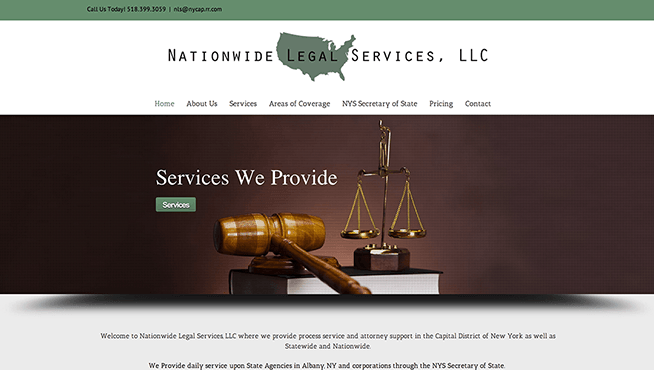 Call Us Today! 518.399.3059 | nls@nycap.rr.com
Nationwide Legal Services, LLC
Home About Us Services Areas of Coverage NYS Secretary of State Pricing Contact
Services We Provide
Services
Welcome to Nationwide Legal Services, LLC where we provide process service and attorney support in the Capital District of New York as well as
Statewide and Nationwide.
We Provide daily service upon State Agencies in Albany, NY and corporations through the NYS Secretary of State.